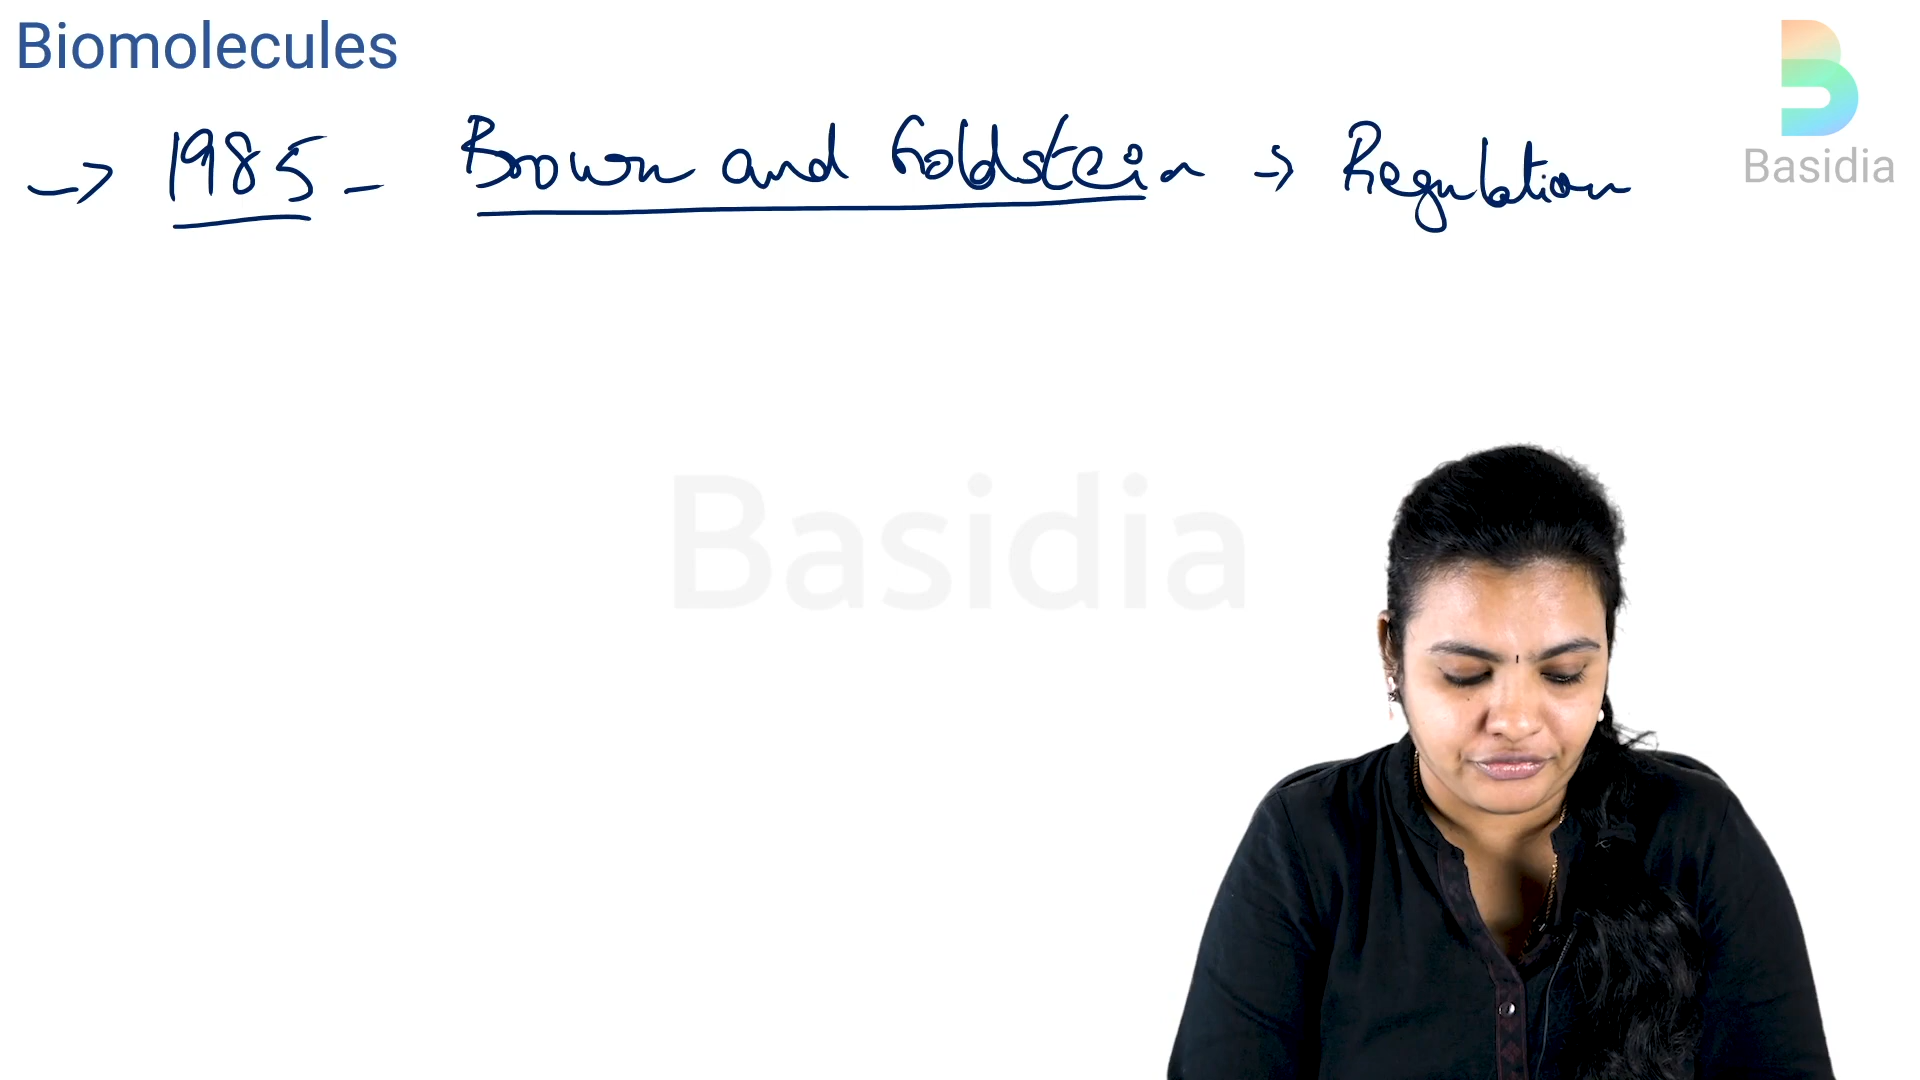 Biomolecules
Basidia
→ 1985 - Brown and Goldstein → Regulation
Basidia